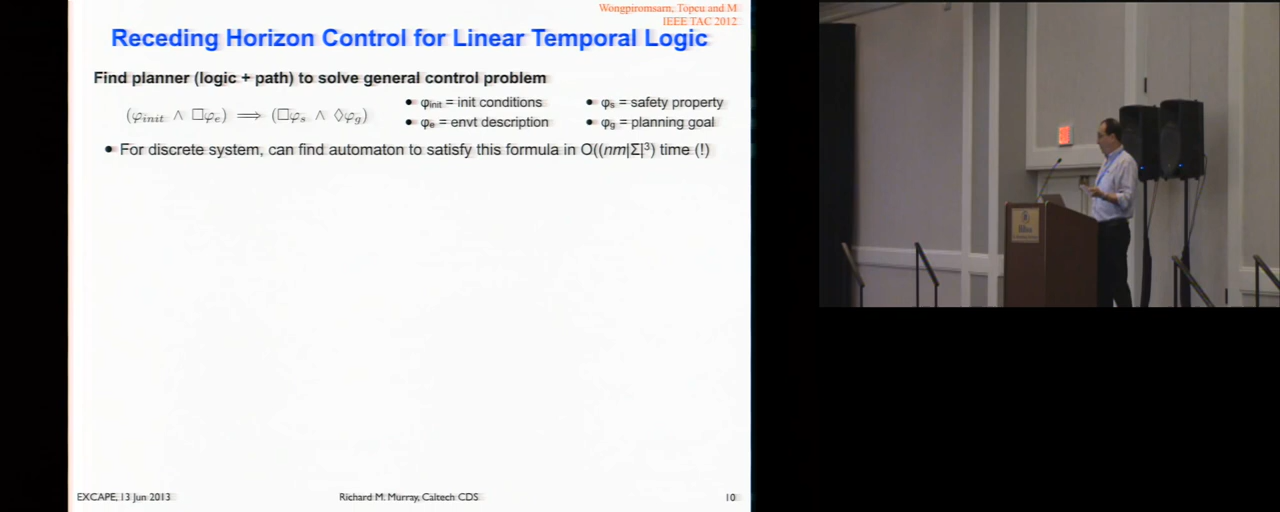 Wongpiromsarn, Topcu and M
IEEE TAC 2012
Receding Horizon Control for Linear Temporal Logic
Find planner (logic + path) to solve general control problem
(φinit ∧ □φe) ⟹ (□φs ∧ ◊φg)
• φinit = init conditions
• φe = envt description
• φs = safety property
• φg = planning goal
• For discrete system, can find automaton to satisfy this formula in O((nm|Σ|³) time (!)
EXCAPE, 13 Jun 2013
Richard M. Murray, Caltech CDS
10